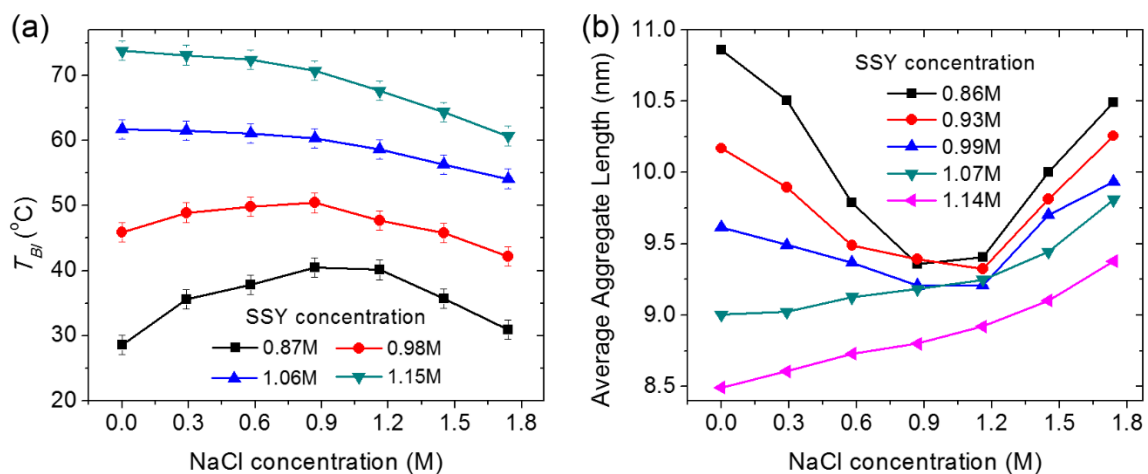 (a)
70
60
50
40
30
20
T_BI (°C)
0.0 0.3 0.6 0.9 1.2 1.5 1.8
NaCl concentration (M)
SSY concentration
0.87M 0.98M
1.06M 1.15M
(b)
11.0
10.5
10.0
9.5
9.0
8.5
Average Aggregate Length (nm)
0.0 0.3 0.6 0.9 1.2 1.5 1.8
NaCl concentration (M)
SSY concentration
0.86M
0.93M
0.99M
1.07M
1.14M